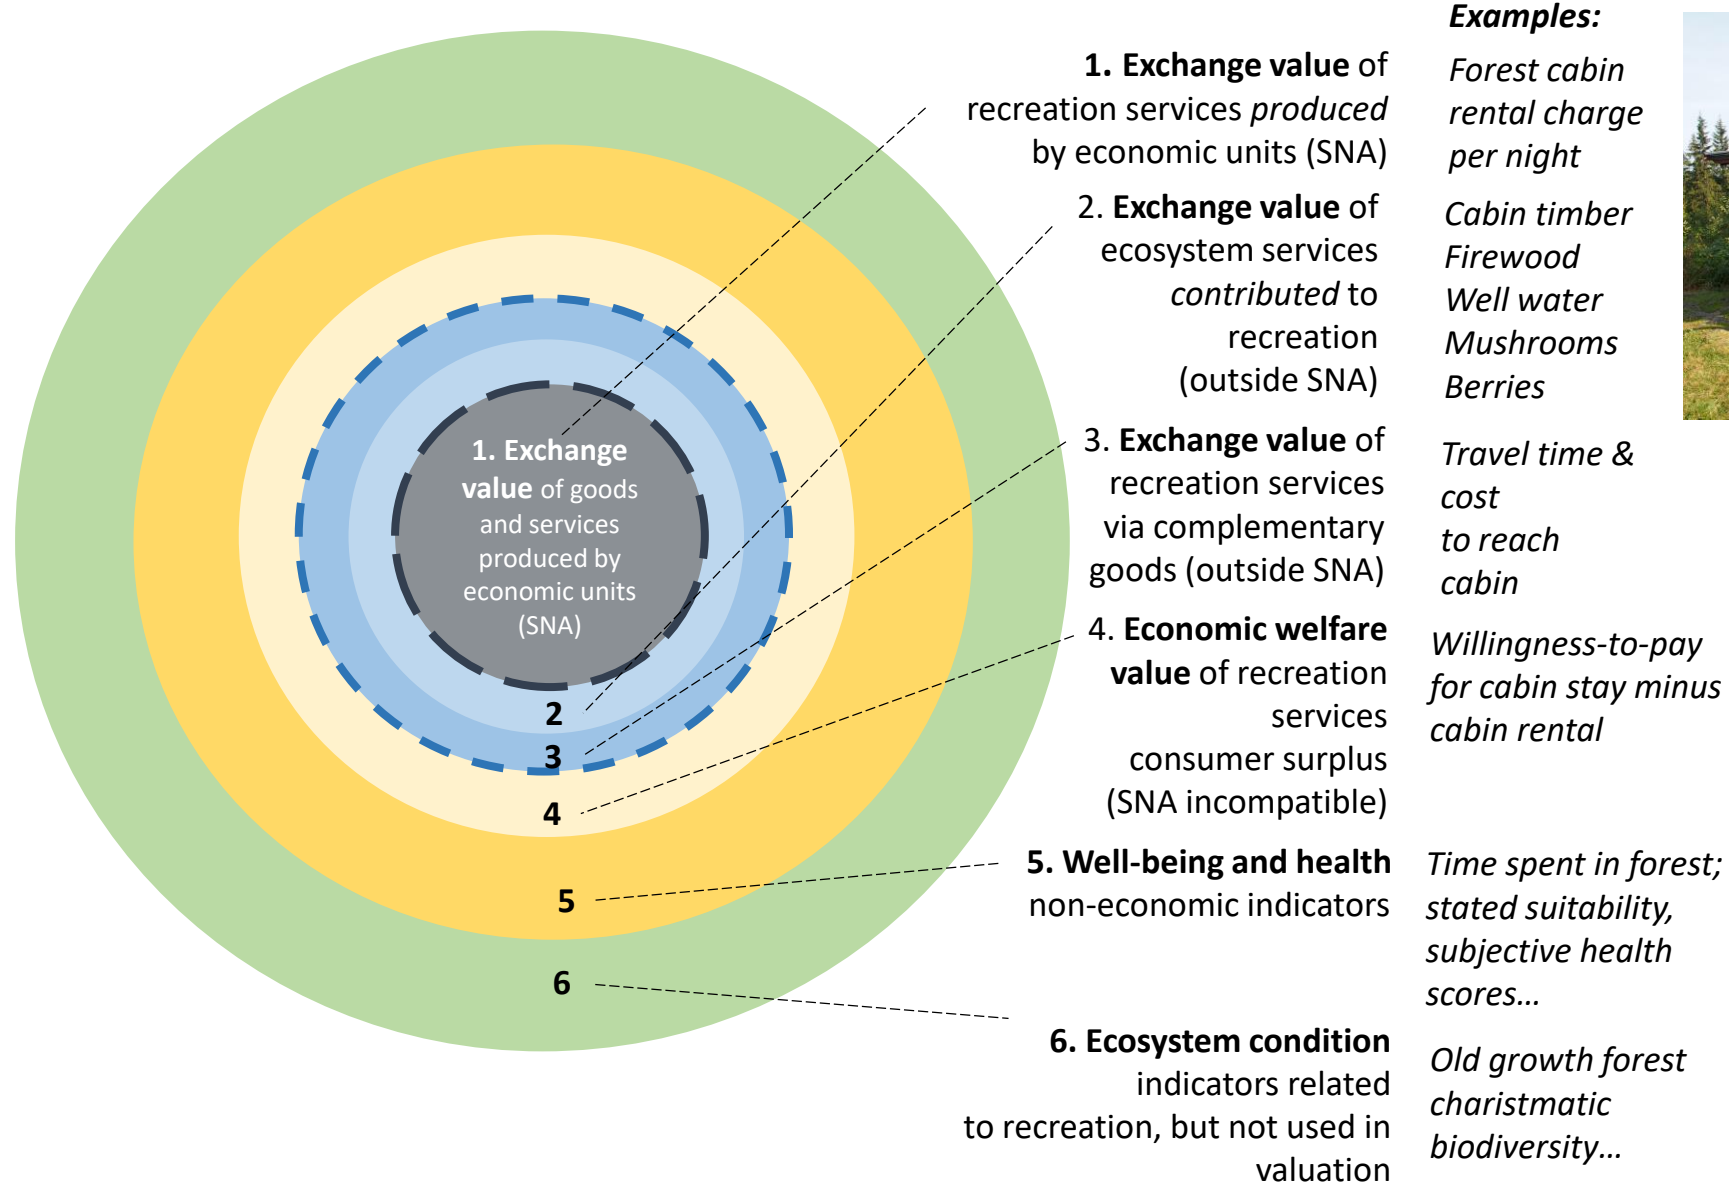 Examples:
1. Exchange value of
recreation services produced
by economic units (SNA)
Forest cabin
rental charge
per night
2. Exchange value of
ecosystem services
contributed to
recreation
(outside SNA)
Cabin timber
Firewood
Well water
Mushrooms
Berries
3. Exchange value of
recreation services
via complementary
goods (outside SNA)
Travel time &
cost
to reach
cabin
4. Economic welfare
value of recreation
services
consumer surplus
(SNA incompatible)
Willingness-to-pay
for cabin stay minus
cabin rental
5. Well-being and health
non-economic indicators
Time spent in forest;
stated suitability,
subjective health
scores…
6. Ecosystem condition
indicators related
to recreation, but not used in
valuation
Old growth forest
charistmatic
biodiversity…
1. Exchange
value of goods
and services
produced by
economic units
(SNA)
2
3
4
5
6